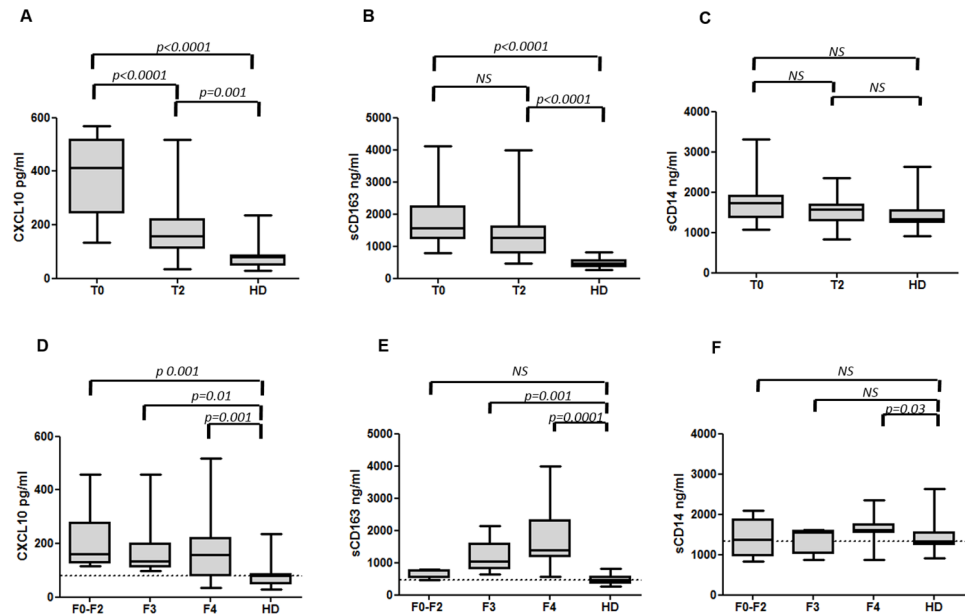 A
p<0.0001
p<0.0001
p=0.001
CXCL10 pg/ml
600
400
200
0
T0 T2 HD
B
p<0.0001
NS
p<0.0001
sCD163 ng/ml
5000
4000
3000
2000
1000
0
T0 T2 HD
C
NS
NS
NS
sCD14 ng/ml
4000
3000
2000
1000
0
T0 T2 HD
D
p 0.001
p=0.01
p=0.001
CXCL10 pg/ml
600
400
200
0
F0-F2 F3 F4 HD
E
NS
p=0.001
p=0.0001
sCD163 ng/ml
5000
4000
3000
2000
1000
0
F0-F2 F3 F4 HD
F
NS
NS
p=0.03
sCD14 ng/ml
4000
3000
2000
1000
0
F0-F2 F3 F4 HD